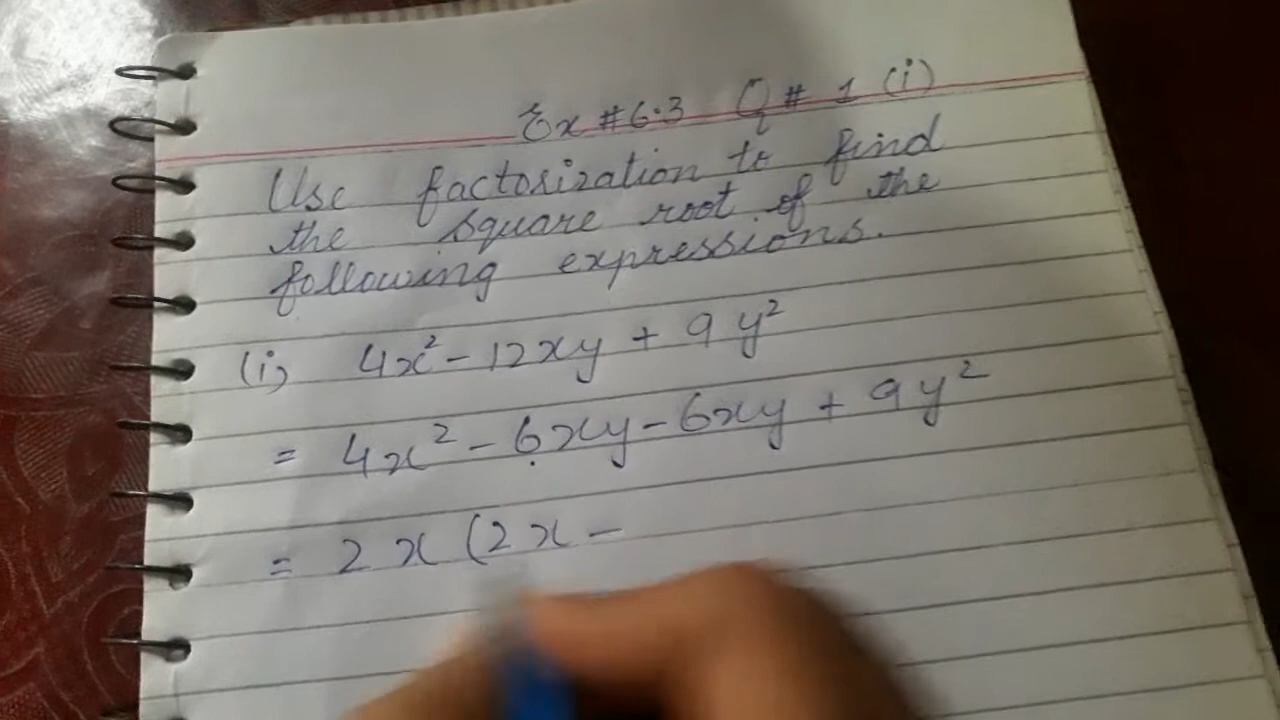 Ex #6.3 Q # 1 (i)
Use factorization to find
the square root of the
following expressions.
(i) 4x² - 12xy + 9y²
= 4x² - 6xy - 6xy + 9y²
= 2x (2x -